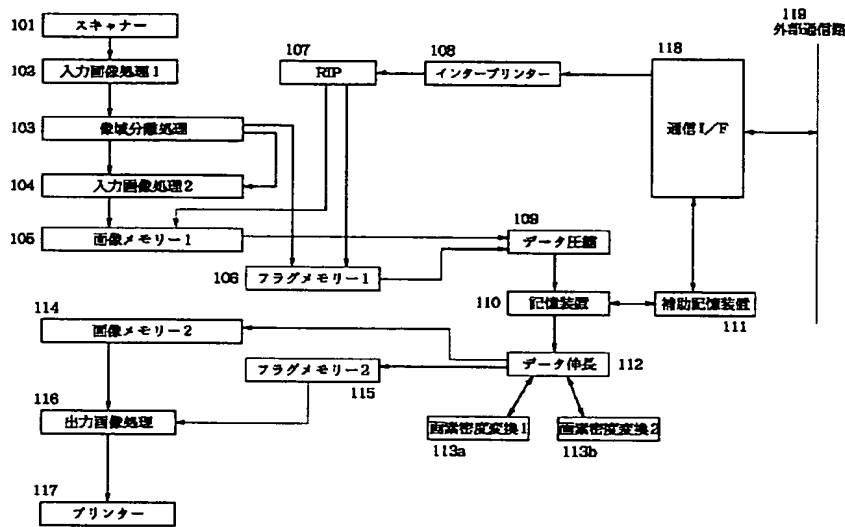 101
スキャナー
102
入力画像処理1
103
像域分離処理
104
入力画像処理2
105
画像メモリー1
106
フラグメモリー1
107
RIP
108
インタープリンター
118
通信I/F
119
外部通信路
109
データ圧縮
110
記憶装置
補助記憶装置
111
データ伸長
112
画素密度変換1
113a
画素密度変換2
113b
114
画像メモリー2
フラグメモリー2
115
116
出力画像処理
117
プリンター